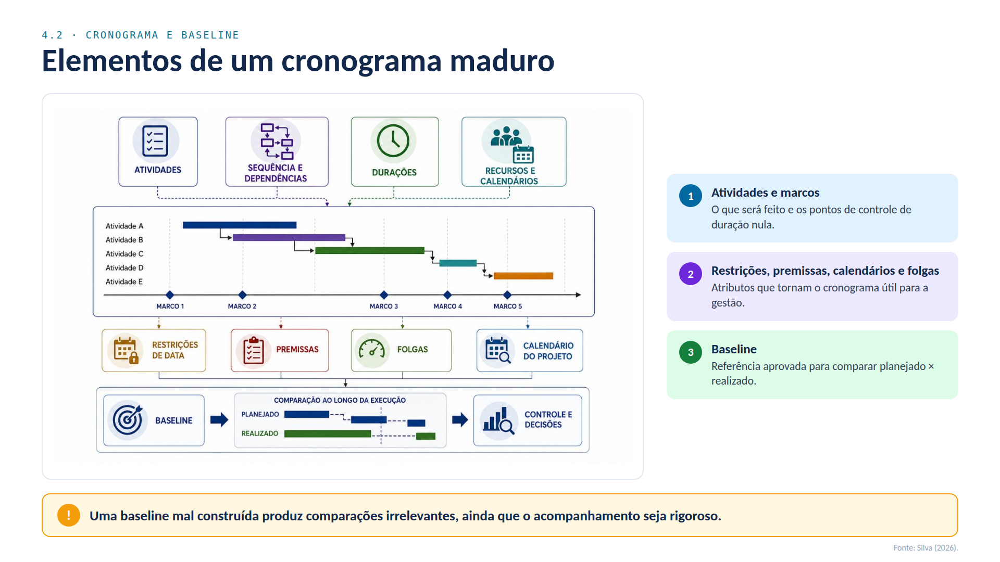 4.2 · CRONOGRAMA E BASELINE
Elementos de um cronograma maduro
ATIVIDADES
SEQUÊNCIA E
DEPENDÊNCIAS
DURAÇÕES
RECURSOS E
CALENDÁRIOS
Atividade A
Atividade B
Atividade C
Atividade D
Atividade E
MARCO 1
MARCO 2
MARCO 3
MARCO 4
MARCO 5
RESTRIÇÕES
DE DATA
PREMISSAS
FOLGAS
CALENDÁRIO
DO PROJETO
BASELINE
COMPARAÇÃO AO LONGO DA EXECUÇÃO
PLANEJADO
REALIZADO
CONTROLE E
DECISÕES
1
Atividades e marcos
O que será feito e os pontos de controle de
duração nula.
2
Restrições, premissas, calendários e folgas
Atributos que tornam o cronograma útil para a
gestão.
3
Baseline
Referência aprovada para comparar planejado ×
realizado.
! Uma baseline mal construída produz comparações irrelevantes, ainda que o acompanhamento seja rigoroso.
Fonte: Silva (2026).